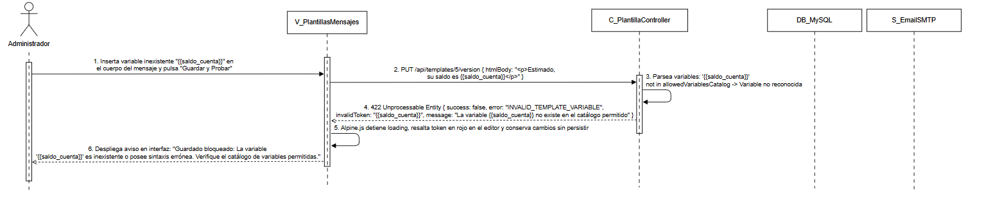 V_PlantillasMensajes
C_PlantillaController
DB_MySQL
S_EmailSMTP
Administrador
1. Inserta variable inexistente "{{saldo_cuenta}}" en
el cuerpo del mensaje y pulsa "Guardar y Probar"
2. PUT /api/templates/5/version { htmlBody: "<p>Estimado,
su saldo es {{saldo_cuenta}}</p>" }
3. Parsea variables: '{{saldo_cuenta}}'
not in allowedVariablesCatalog -> Variable no reconocida
4. 422 Unprocessable Entity { success: false, error: "INVALID_TEMPLATE_VARIABLE",
invalidToken: "{{saldo_cuenta}}", message: "La variable {{saldo_cuenta}} no existe en el catálogo permitido" }
5. Alpine.js detiene loading, resalta token en rojo en el editor y conserva cambios sin persistir
6. Despliega aviso en interfaz: "Guardado bloqueado: La variable
'{{saldo_cuenta}}' es inexistente o posee sintaxis errónea. Verifique el catálogo de variables permitidas."